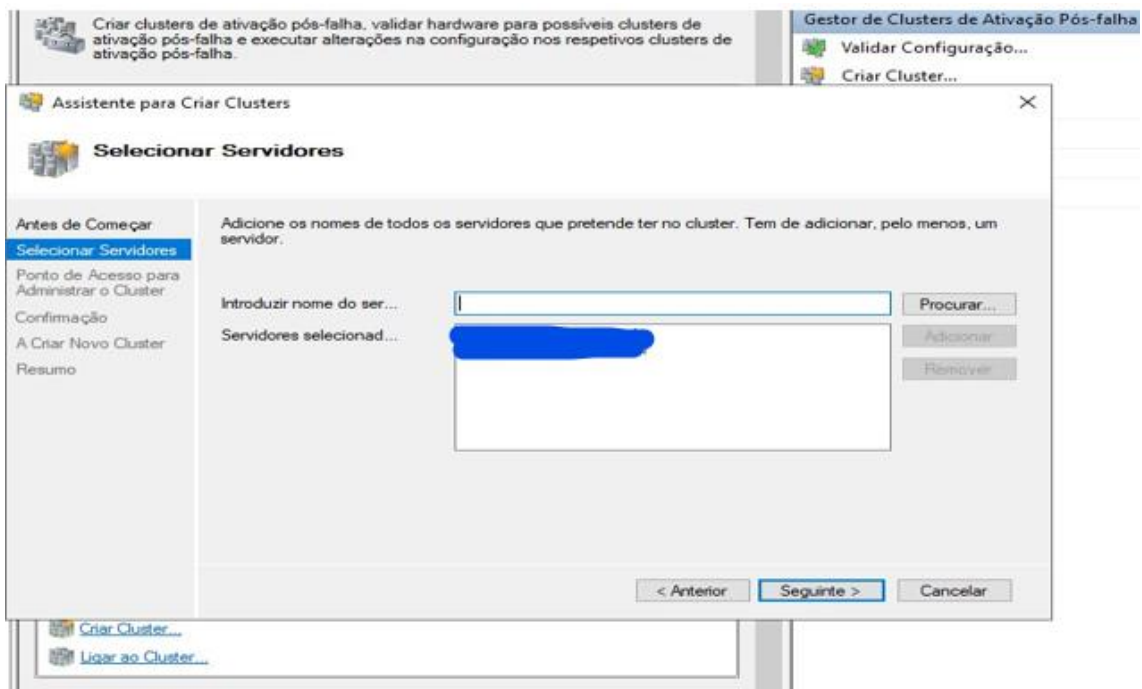 Criar clusters de ativação pós-falha, validar hardware para possíveis clusters de
ativação pós-falha e executar alterações na configuração nos respetivos clusters de
ativação pós-falha.
Gestor de Clusters de Ativação Pós-falha
Validar Configuração...
Criar Cluster...
Assistente para Criar Clusters
Selecionar Servidores
Antes de Começar
Selecionar Servidores
Ponto de Acesso para
Administrar o Cluster
Confirmação
A Criar Novo Cluster
Resumo
Adicione os nomes de todos os servidores que pretende ter no cluster. Tem de adicionar, pelo menos, um
servidor.
Introduzir nome do ser...
Procurar...
Servidores selecionad...
Adicionar
Remover
< Anterior
Seguinte >
Cancelar
Criar Cluster...
Ligar ao Cluster...